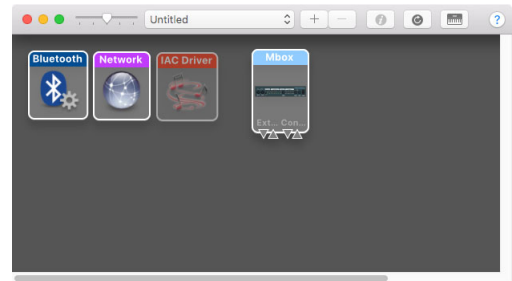 Untitled
Bluetooth
Network
IAC Driver
Mbox
Ext... Con...